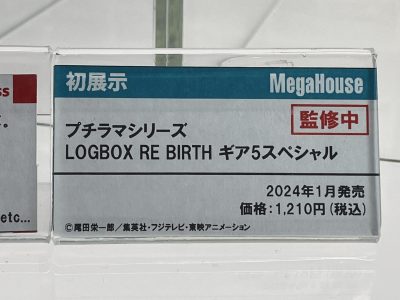 初展示 MegaHouse
監修中
プチラマシリーズ
LOGBOX RE BIRTH ギア5スペシャル
2024年1月発売
価格:1,210円(税込)
©尾田栄一郎/集英社・フジテレビ・東映アニメーション
ss
etc...